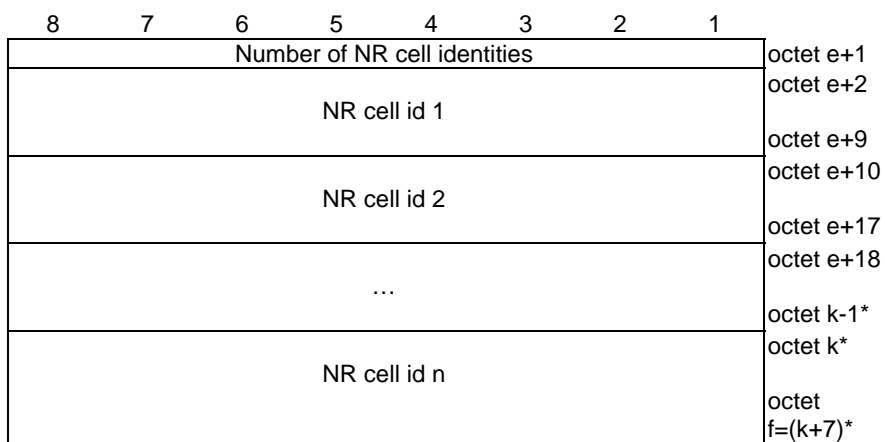 8 7 6 5 4 3 2 1
Number of NR cell identities octet e+1
octet e+2
NR cell id 1
octet e+9
octet e+10
NR cell id 2
octet e+17
octet e+18
…
octet k-1*
octet k*
NR cell id n
octet
f=(k+7)*